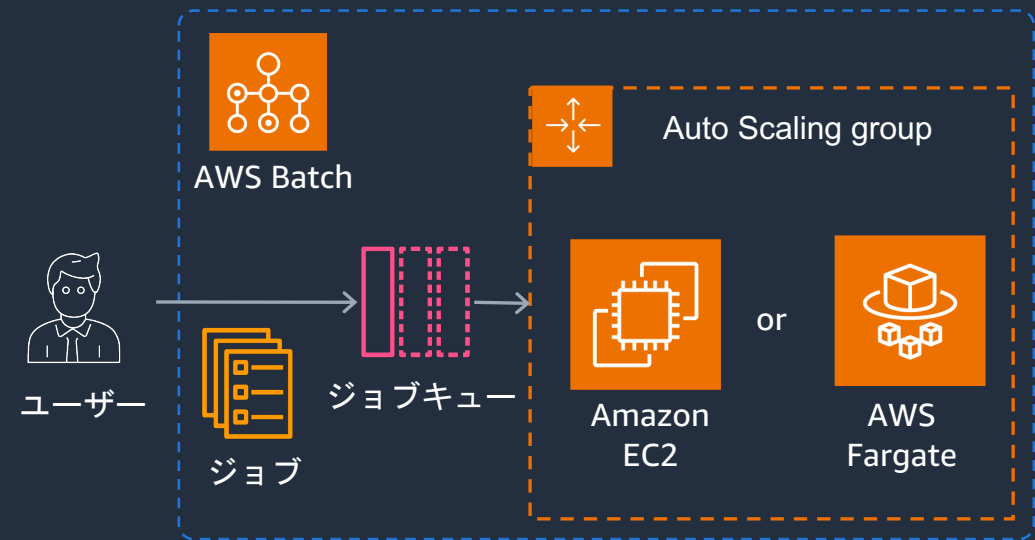 AWS Batch
Auto Scaling group
ユーザー
ジョブ
ジョブキュー
Amazon
EC2
or
AWS
Fargate